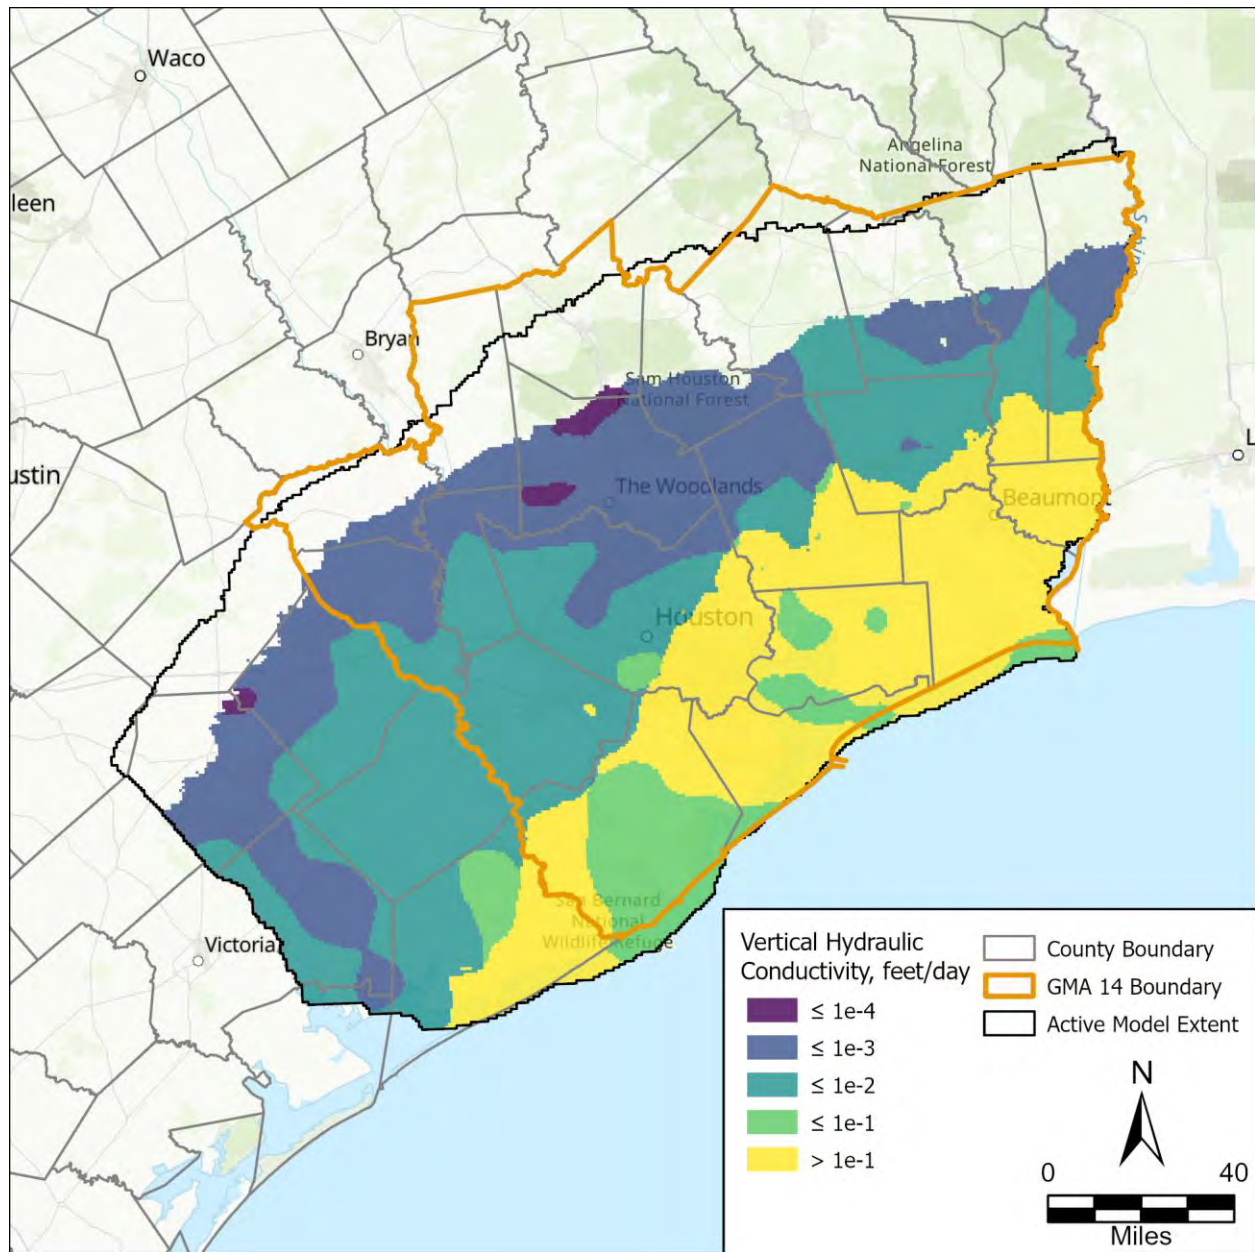 Waco
Angelina
National Forest
leen
Bryan
Sam Houston
National Forest
ustin
L
The Woodlands
Beaumon
Houston
San Bernard
National
Wildlife Refuge
Victoria
Vertical Hydraulic
Conductivity, feet/day
≤ 1e-4
≤ 1e-3
≤ 1e-2
≤ 1e-1
> 1e-1
County Boundary
GMA 14 Boundary
Active Model Extent
N
0 40
Miles